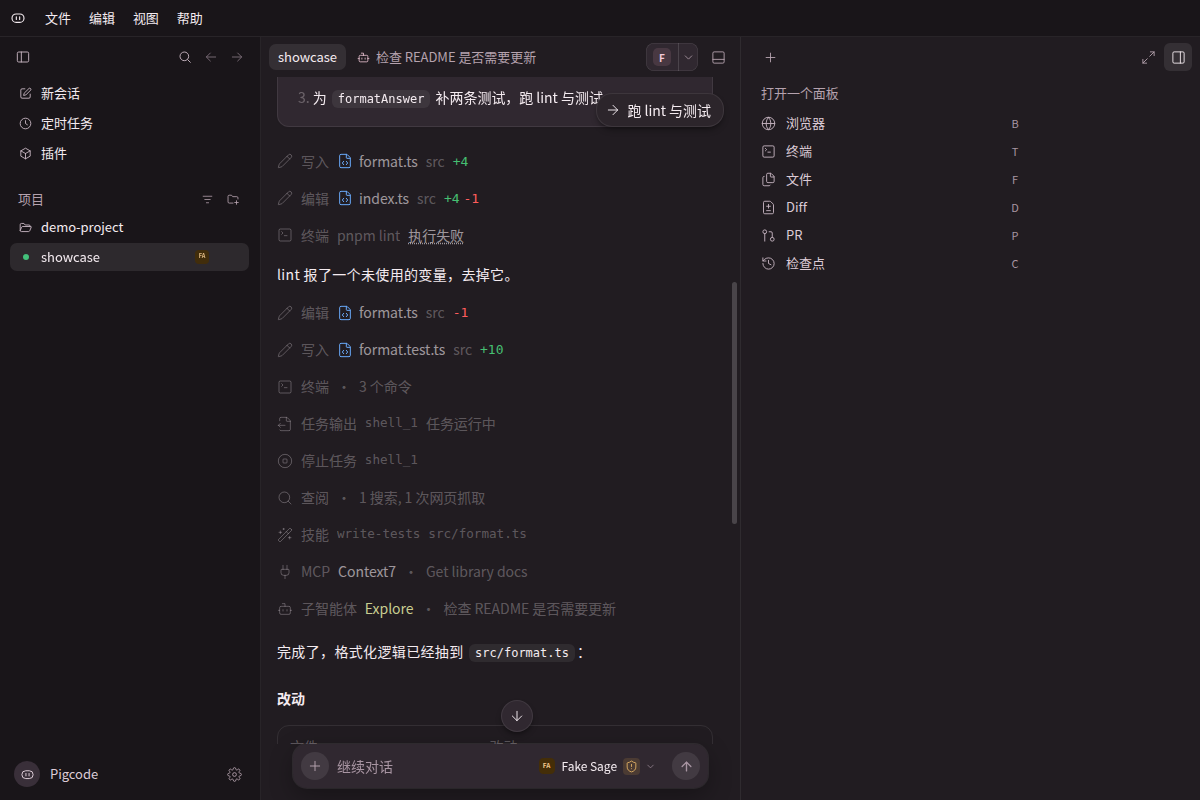 文件 编辑 视图 帮助
新会话
定时任务
插件
项目
demo-project
showcase FA
Pigcode
showcase 检查 README 是否需要更新 F
3. 为 formatAnswer 补两条测试，跑 lint 与测试
跑 lint 与测试
写入 format.ts src +4
编辑 index.ts src +4 -1
终端 pnpm lint 执行失败
lint 报了一个未使用的变量，去掉它。
编辑 format.ts src -1
写入 format.test.ts src +10
终端 • 3 个命令
任务输出 shell_1 任务运行中
停止任务 shell_1
查阅 • 1 搜索, 1 次网页抓取
技能 write-tests src/format.ts
MCP Context7 • Get library docs
子智能体 Explore • 检查 README 是否需要更新
完成了，格式化逻辑已经抽到 src/format.ts：
改动
文件 改动
继续对话 FA Fake Sage
打开一个面板
浏览器 B
终端 T
文件 F
Diff D
PR P
检查点 C